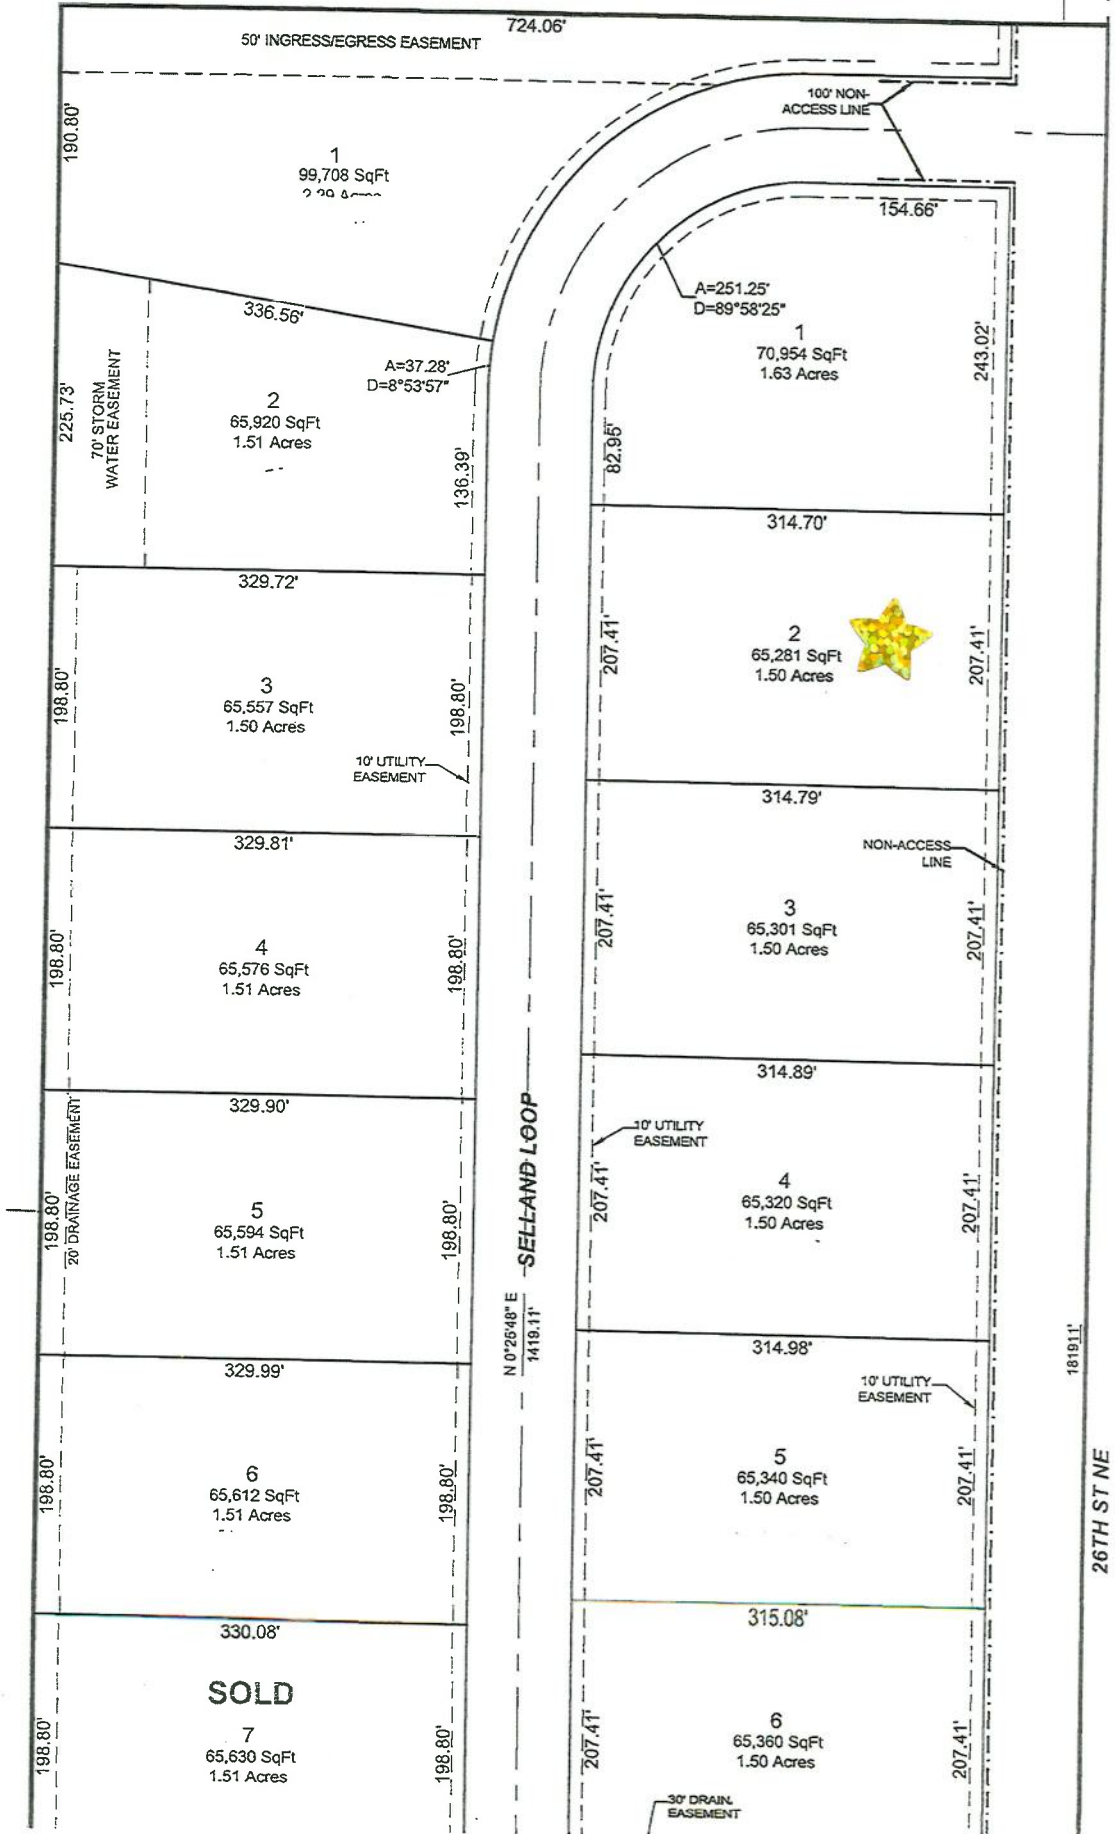 724.06'
50' INGRESS/EGRESS EASEMENT
190.80'
1
99,708 SqFt
100' NON-
ACCESS LINE
154.66'
336.56'
A=251.25'
D=89°58'25"
1
70,954 SqFt
1.63 Acres
243.02'
A=37.28'
D=8°53'57"
225.73'
70' STORM
WATER EASEMENT
2
65,920 SqFt
1.51 Acres
136.39'
82.95'
314.70'
329.72'
207.41'
2
65,281 SqFt
1.50 Acres
207.41'
198.80'
3
65,557 SqFt
1.50 Acres
198.80'
10' UTILITY
EASEMENT
314.79'
329.81'
NON-ACCESS
LINE
207.41'
3
65,301 SqFt
1.50 Acres
207.41'
198.80'
4
65,576 SqFt
1.51 Acres
198.80'
314.89'
329.90'
20' DRAINAGE EASEMENT
SELLAND LOOP
10' UTILITY
EASEMENT
207.41'
4
65,320 SqFt
1.50 Acres
207.41'
198.80'
5
65,594 SqFt
1.51 Acres
198.80'
N 0°26'48" E
1419.11'
314.98'
1819.11'
329.99'
10' UTILITY
EASEMENT
207.41'
5
65,340 SqFt
1.50 Acres
207.41'
198.80'
6
65,612 SqFt
1.51 Acres
198.80'
26TH ST NE
315.08'
330.08'
SOLD
198.80'
7
65,630 SqFt
1.51 Acres
198.80'
207.41'
6
65,360 SqFt
1.50 Acres
207.41'
30' DRAIN.
EASEMENT